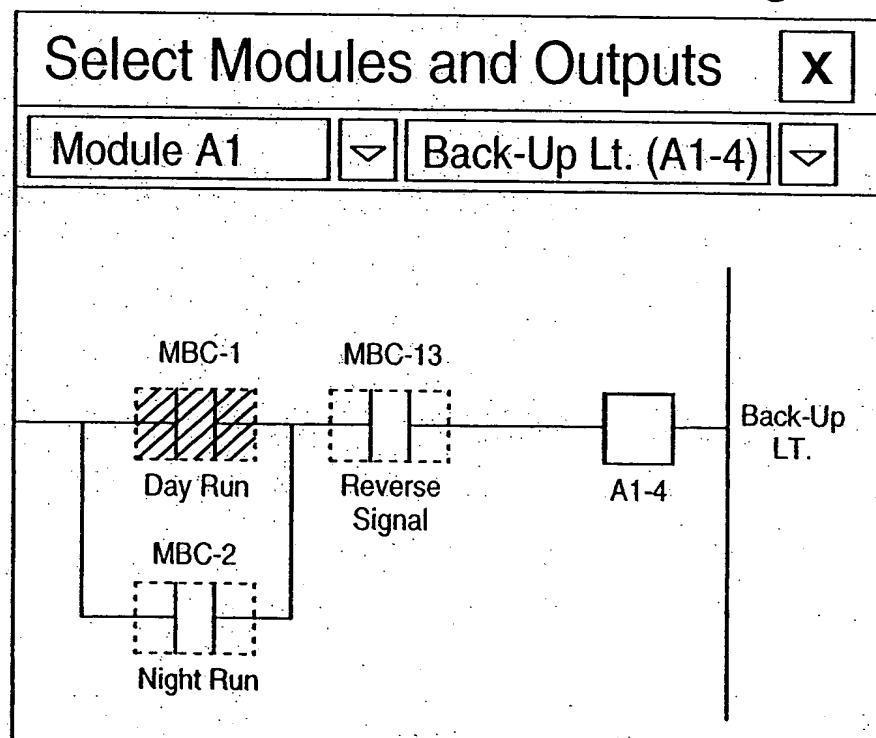 Select Modules and Outputs X
Module A1 Back-Up Lt. (A1-4)
MBC-1 MBC-13
Back-Up
LT.
Day Run Reverse
Signal
A1-4
MBC-2
Night Run